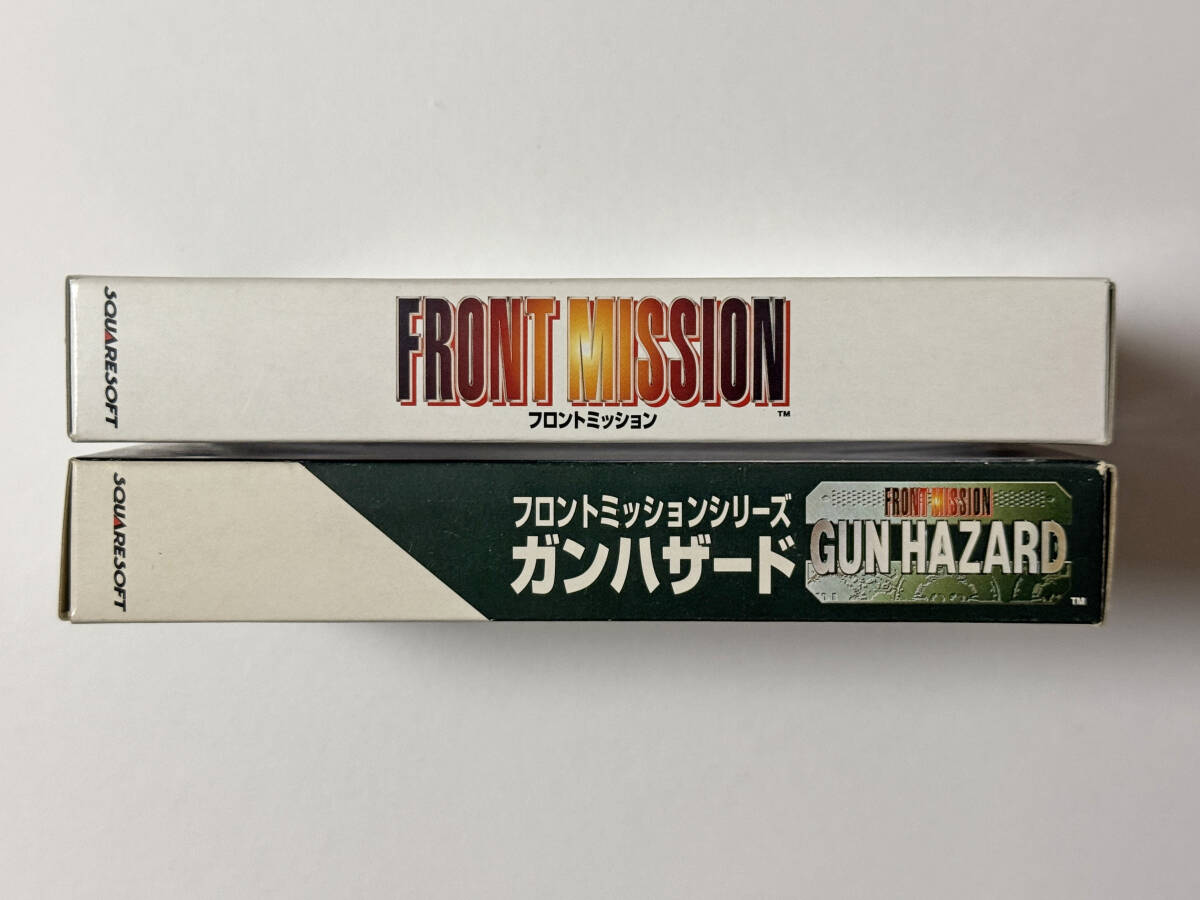 SQUARESOFT
FRONT MISSION
TM
フロントミッション
SQUARESOFT
フロントミッションシリーズ
ガンハザード
FRONT MISSION
GUN HAZARD
TM